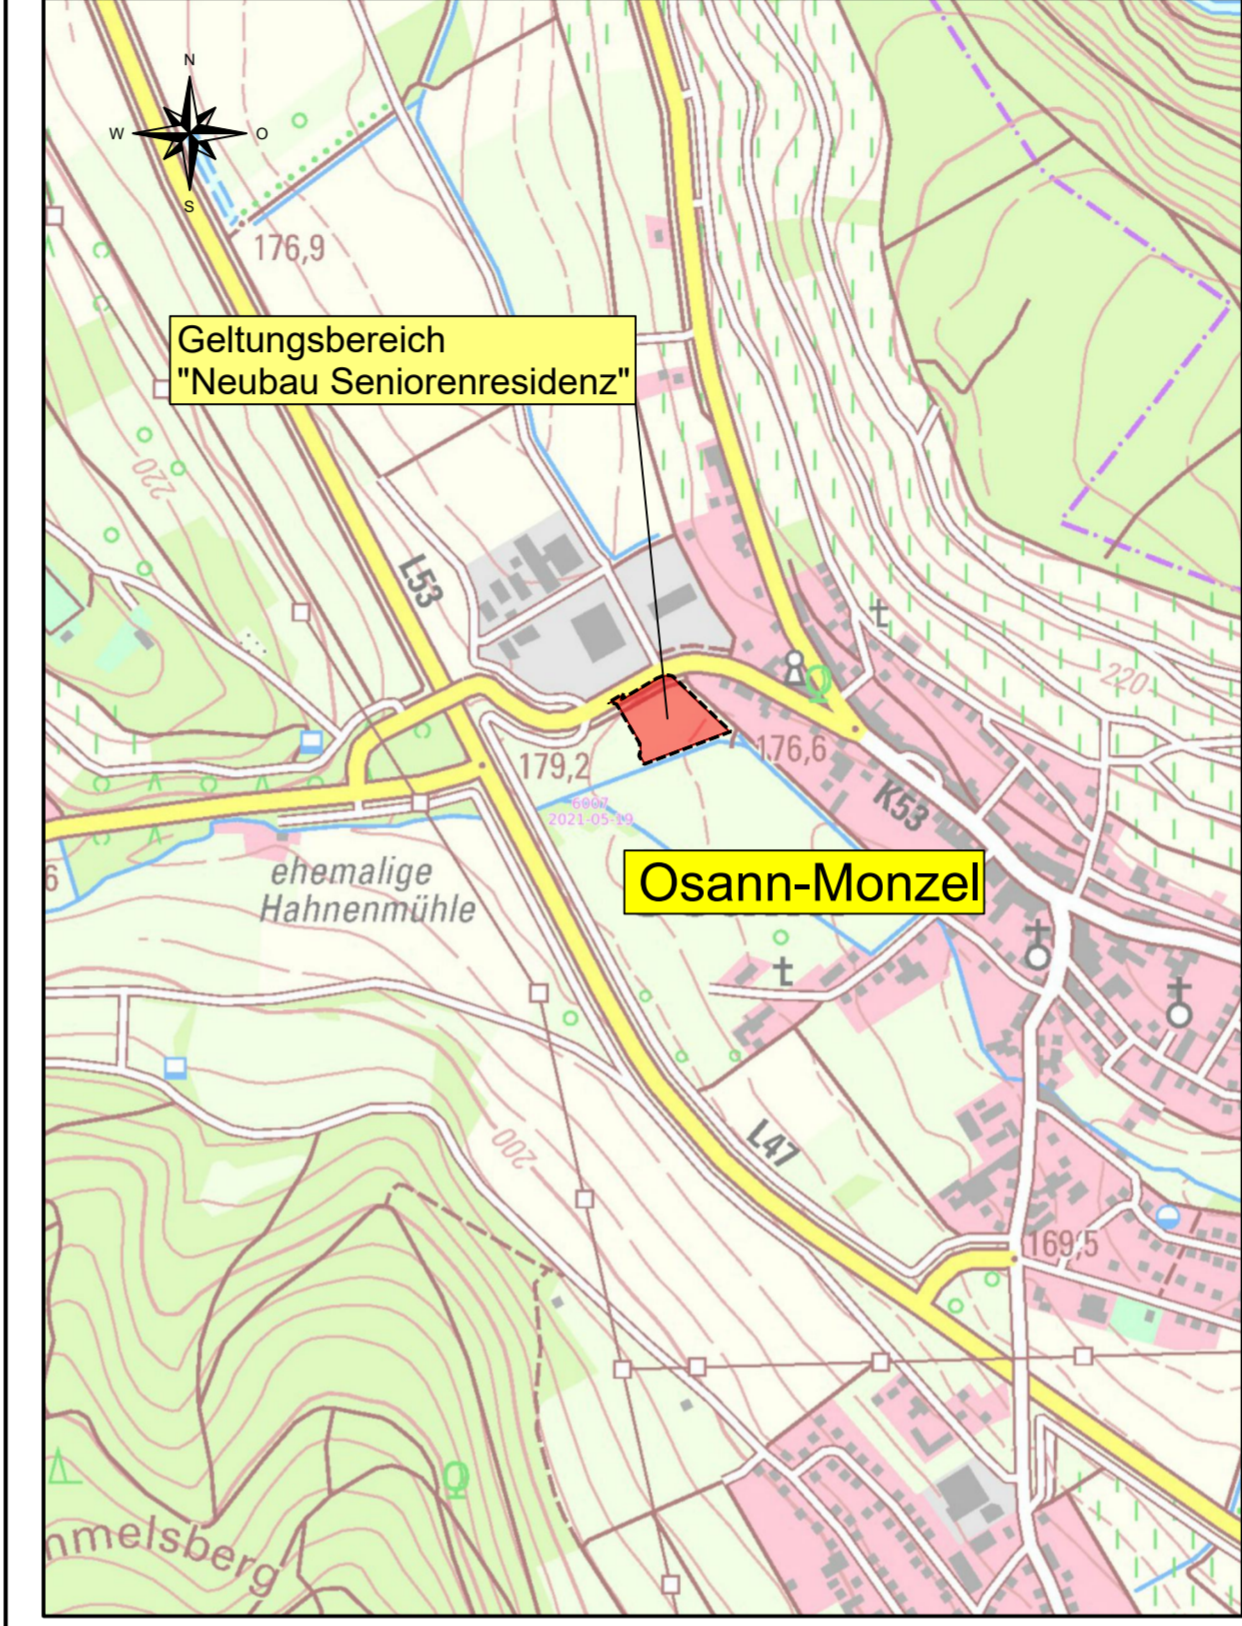 N
W O
S
176,9
Geltungsbereich
"Neubau Seniorenresidenz"
220
L53
220
176,6
179,2
6007
2021-05-19
K53
6
ehemalige
Hahnenmühle
Osann-Monzel
200
L47
169,5
mmelsberg